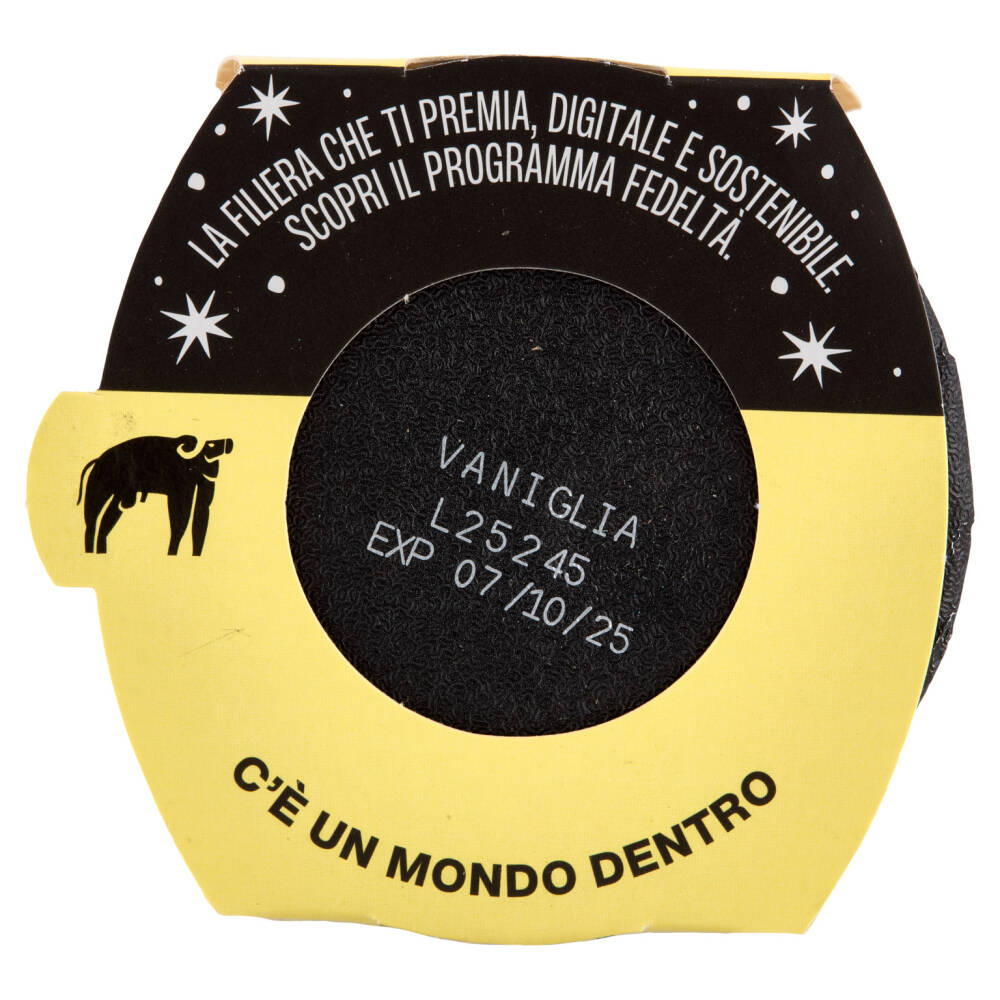 LA FILIERA CHE TI PREMIA, DIGITALE E SOSTENIBILE.
SCOPRI IL PROGRAMMA FEDELTÀ.
VANIGLIA
L25245
EXP 07/10/25
C'È UN MONDO DENTRO